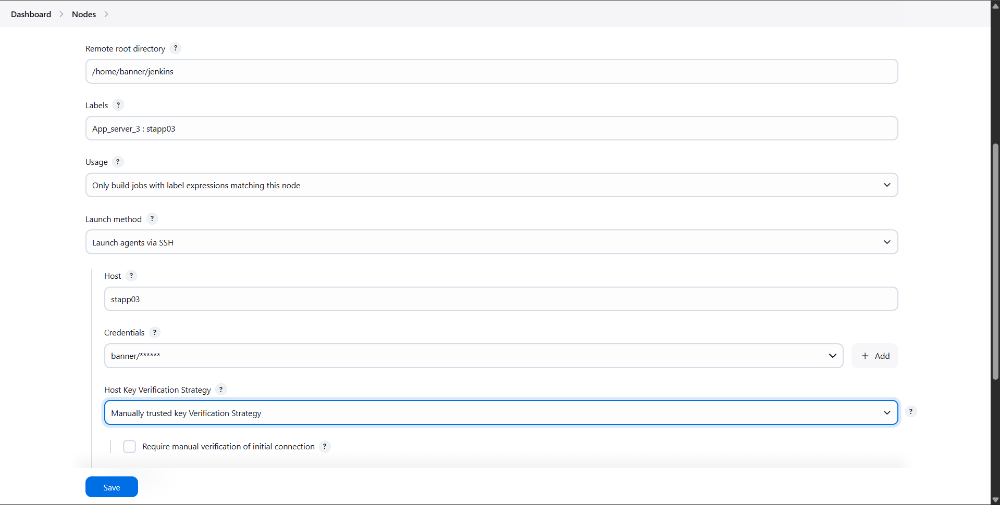 Dashboard > Nodes >
Remote root directory ?
/home/banner/jenkins
Labels ?
App_server_3 : stapp03
Usage ?
Only build jobs with label expressions matching this node
Launch method ?
Launch agents via SSH
Host ?
stapp03
Credentials ?
banner/******
+ Add
Host Key Verification Strategy ?
Manually trusted key Verification Strategy
?
Require manual verification of initial connection ?
Save